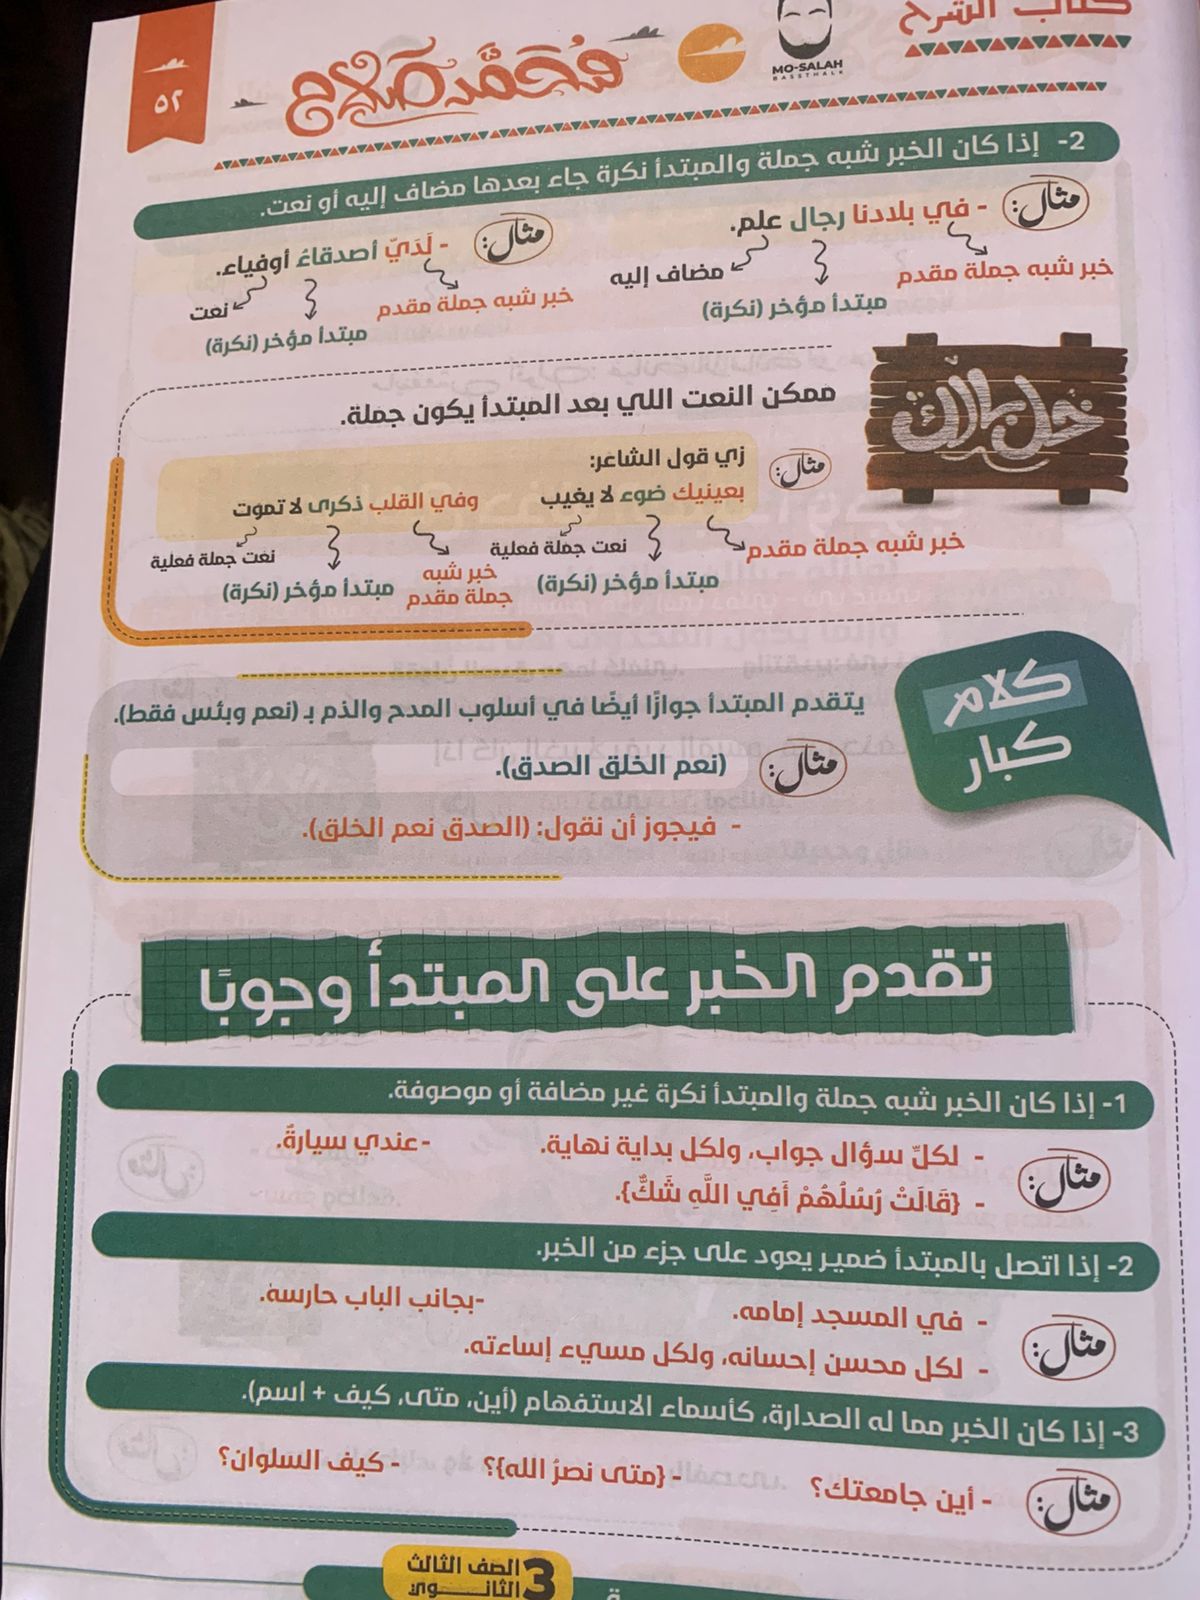 كتاب الشرح
MO-SALAH
BASSTHALK
محمد صلاح
٥٢
2- إذا كان الخبر شبه جملة والمبتدأ نكرة جاء بعدها مضاف إليه أو نعت.
مثال: - في بلادنا رجال علم.
خبر شبه جملة مقدم
مبتدأ مؤخر (نكرة)
مضاف إليه
مثال: - لَدَيّ أصدقاءُ أوفياء.
خبر شبه جملة مقدم
مبتدأ مؤخر (نكرة)
نعت
خلي بالك
ممكن النعت اللي بعد المبتدأ يكون جملة.
مثال: زي قول الشاعر:
بعينيك ضوء لا يغيب وفي القلب ذكرى لا تموت
خبر شبه جملة مقدم
مبتدأ مؤخر (نكرة)
نعت جملة فعلية
خبر شبه
جملة مقدم
مبتدأ مؤخر (نكرة)
نعت جملة فعلية
كلام
كبار
يتقدم المبتدأ جوازًا أيضًا في أسلوب المدح والذم بـ (نعم وبئس فقط).
مثال: (نعم الخلق الصدق).
- فيجوز أن نقول: (الصدق نعم الخلق).
تقدم الخبر على المبتدأ وجوبًا
1- إذا كان الخبر شبه جملة والمبتدأ نكرة غير مضافة أو موصوفة.
مثال: - لكلِّ سؤال جواب، ولكل بداية نهاية. -عندي سيارةٌ.
- {قَالَتْ رُسُلُهُمْ أَفِي اللَّهِ شَكٌّ}.
2- إذا اتصل بالمبتدأ ضمير يعود على جزء من الخبر.
مثال: - في المسجد إمامه. -بجانب الباب حارسه.
- لكل محسن إحسانه، ولكل مسيء إساءته.
3- إذا كان الخبر مما له الصدارة، كأسماء الاستفهام (أين، متى، كيف + اسم).
مثال: - أين جامعتك؟ - {متى نصرُ الله}؟ - كيف السلوان؟
3 الصف الثالث
الثانـــوي